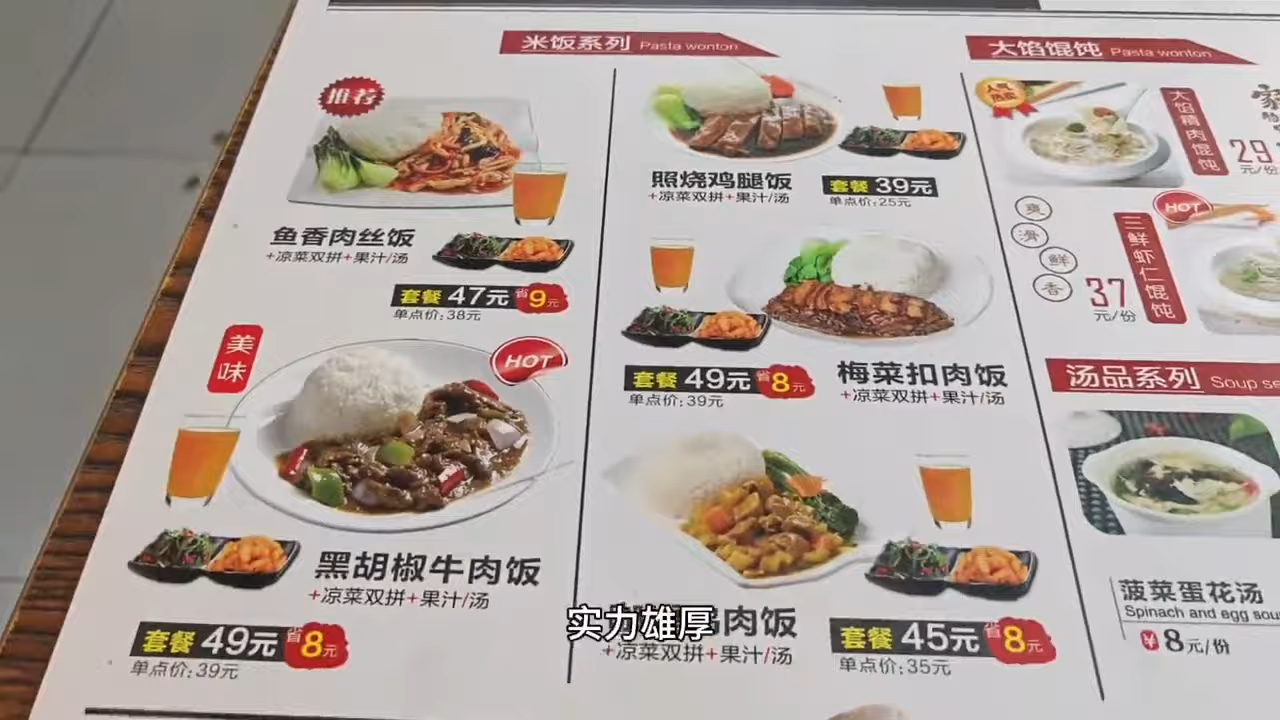 米饭系列 Pasta wonton
推荐
鱼香肉丝饭
+凉菜双拼+果汁/汤
套餐 47元 省9元
单点价:38元
美味
HOT
黑胡椒牛肉饭
+凉菜双拼+果汁/汤
套餐 49元 省8元
单点价:39元
照烧鸡腿饭
+凉菜双拼+果汁/汤
套餐 39元
单点价:25元
套餐 49元 省8元
单点价:39元
梅菜扣肉饭
+凉菜双拼+果汁/汤
肉饭
+凉菜双拼+果汁/汤
套餐 45元 省8元
单点价:35元
大馅馄饨 Pasta wonton
人气
大馅精肉馄饨
29
元/份
HOT
爽滑鲜香
三鲜虾仁馄饨
37
元/份
汤品系列 Soup se
菠菜蛋花汤
Spinach and egg sou
¥8元/份
实力雄厚